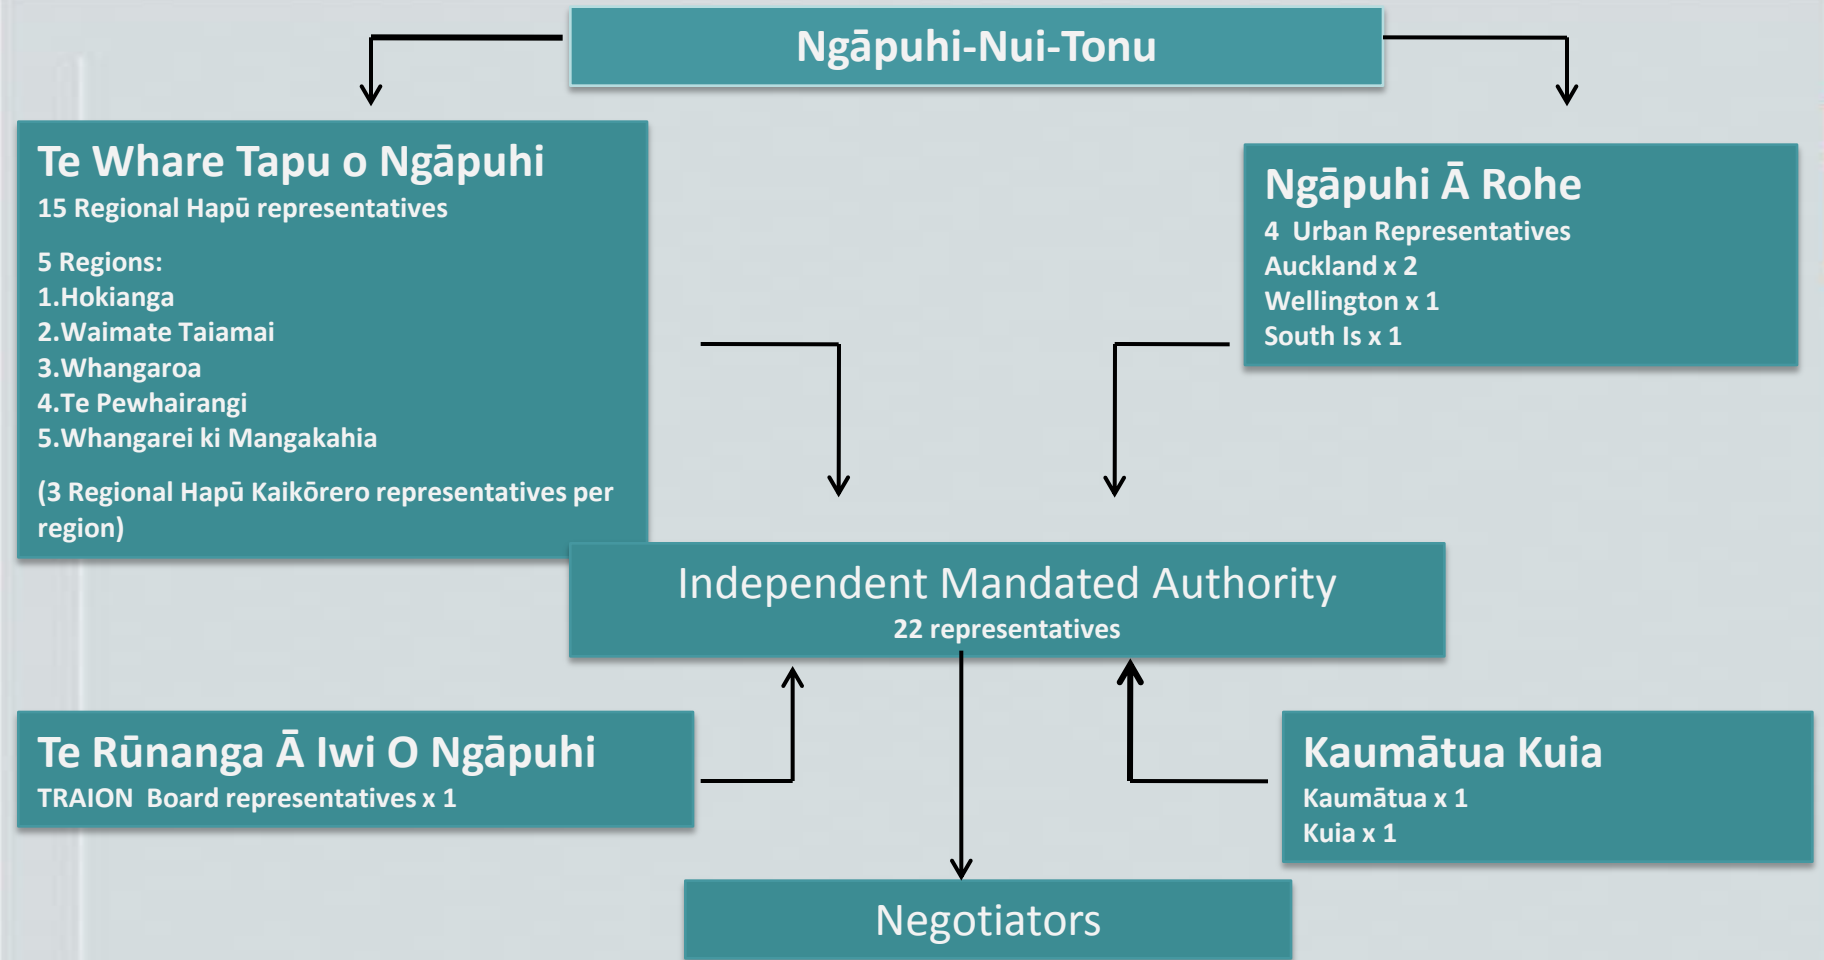 Ngāpuhi-Nui-Tonu
Te Whare Tapu o Ngāpuhi
15 Regional Hapū representatives
5 Regions:
1.Hokianga
2.Waimate Taiamai
3.Whangaroa
4.Te Pewhairangi
5.Whangarei ki Mangakahia
(3 Regional Hapū Kaikōrero representatives per
region)
Ngāpuhi Ā Rohe
4 Urban Representatives
Auckland x 2
Wellington x 1
South Is x 1
Independent Mandated Authority
22 representatives
Te Rūnanga Ā Iwi O Ngāpuhi
TRAION Board representatives x 1
Kaumātua Kuia
Kaumātua x 1
Kuia x 1
Negotiators